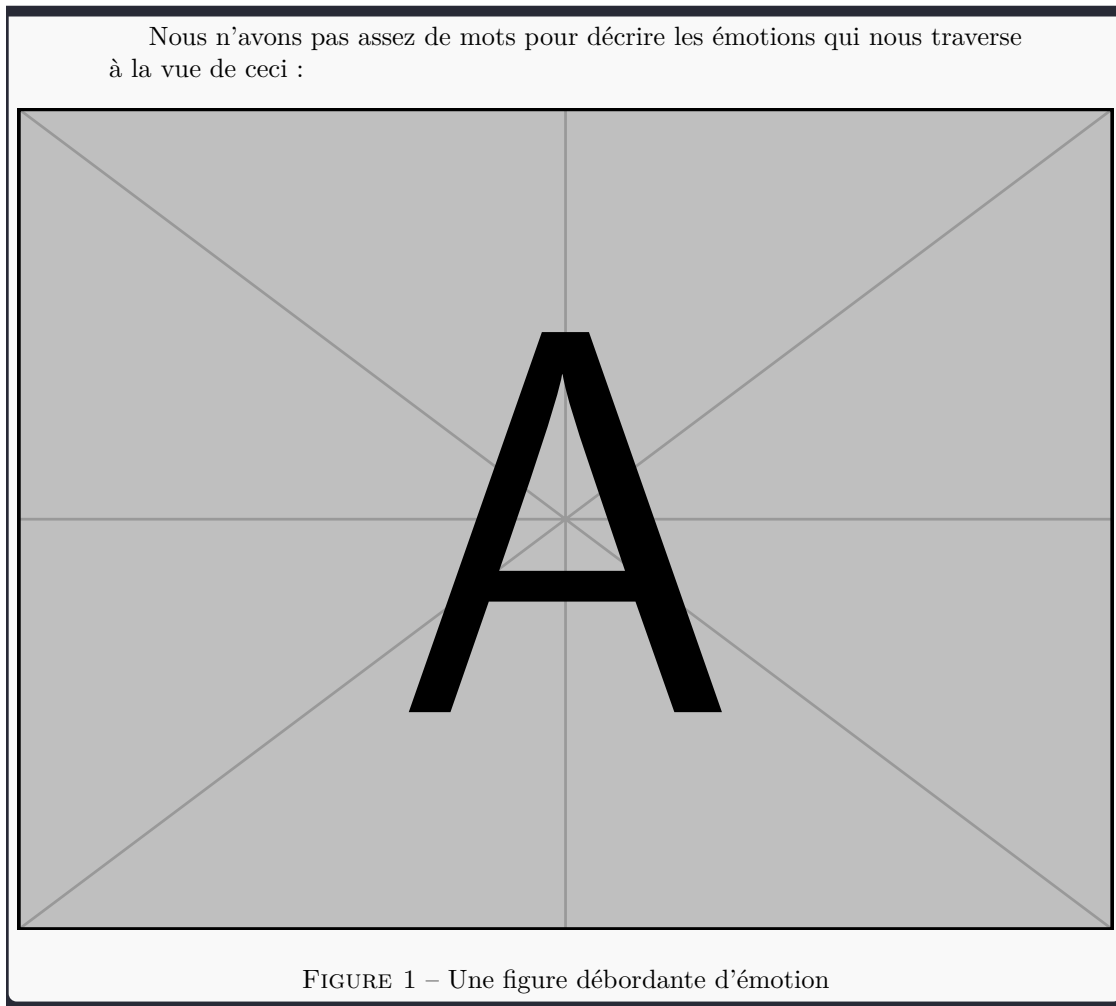 Nous n'avons pas assez de mots pour décrire les émotions qui nous traverse
à la vue de ceci :
A
FIGURE 1 – Une figure débordante d'émotion